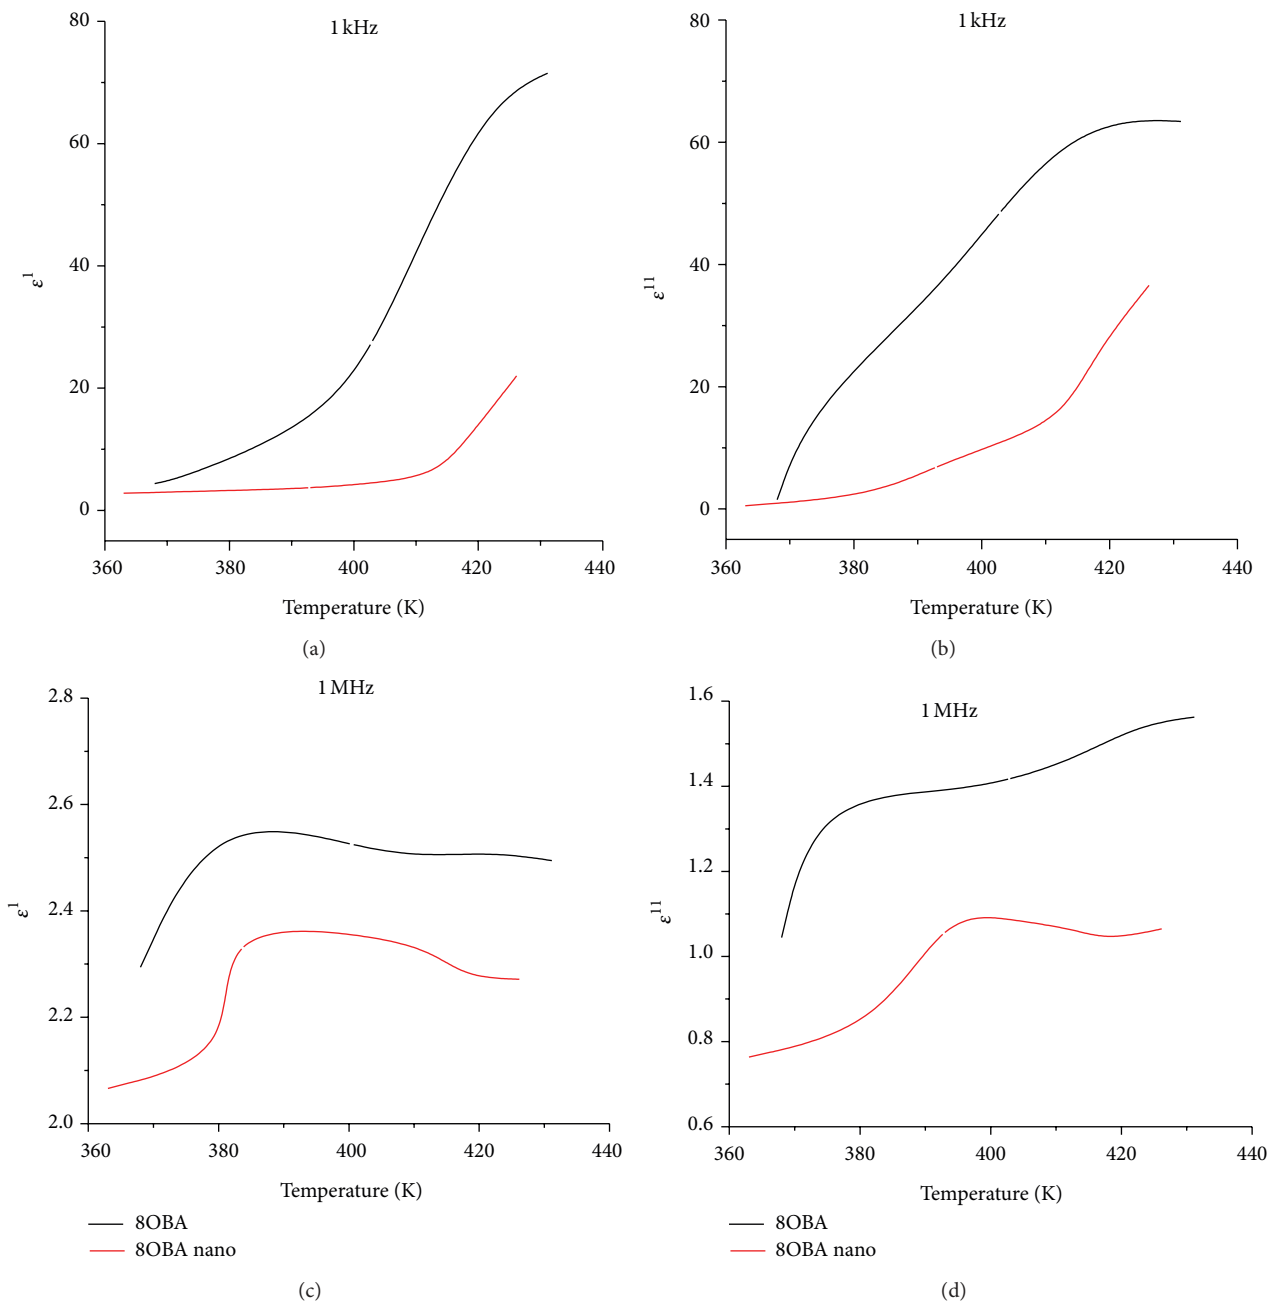 1 kHz
80
60
40
20
0
ε¹
360
380
400
420
440
Temperature (K)
(a)
1 kHz
80
60
40
20
0
ε¹¹
360
380
400
420
440
Temperature (K)
(b)
1 MHz
2.8
2.6
2.4
2.2
2.0
ε¹
360
380
400
420
440
Temperature (K)
8OBA
8OBA nano
(c)
1 MHz
1.6
1.4
1.2
1.0
0.8
0.6
ε¹¹
360
380
400
420
440
Temperature (K)
8OBA
8OBA nano
(d)